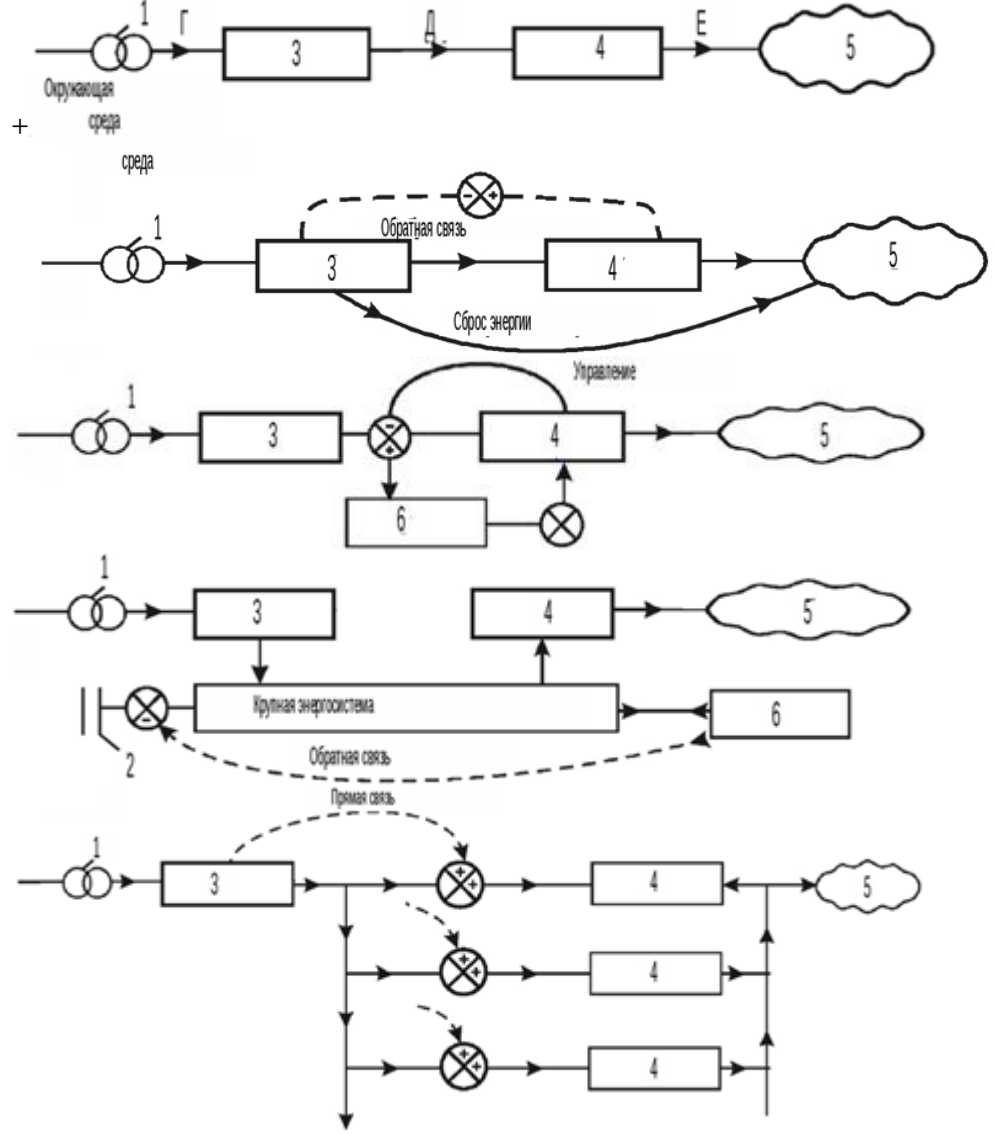 1 Г Д Е
3 4 5
Окружающая
среда
+
среда
1
Обратная связь
3 4 5
Сброс энергии
Управление
1
3 4 5
6
1
3 4 5
Крупная энергосистема
6
Обратная связь
2
Прямая связь
1
3 4 5
4
4